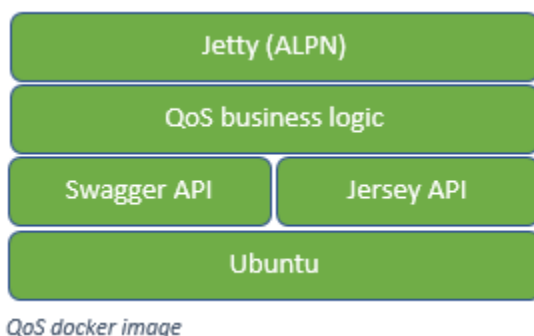 Jetty (ALPN)
QoS business logic
Swagger API
Jersey API
Ubuntu
QoS docker image